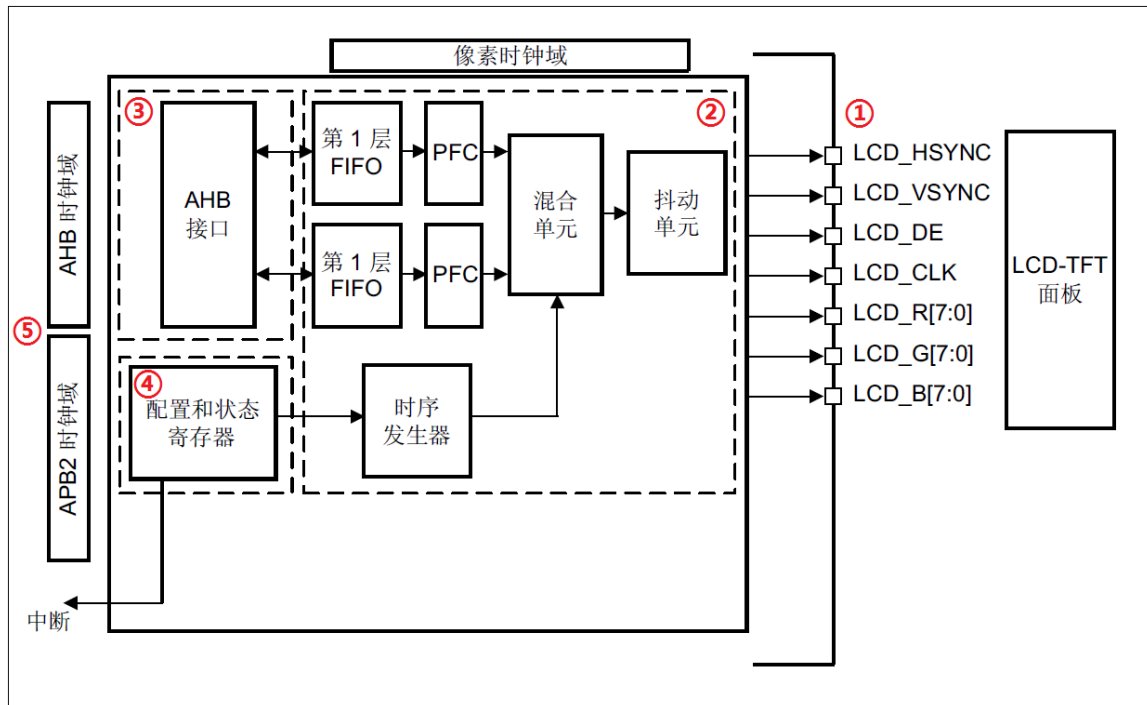 像素时钟域
AHB 时钟域
APB2 时钟域
⑤
③
AHB
接口
②
第 1 层
FIFO
PFC
第 1 层
FIFO
PFC
混合
单元
抖动
单元
④
配置和状态
寄存器
时序
发生器
中断
①
LCD_HSYNC
LCD_VSYNC
LCD_DE
LCD_CLK
LCD_R[7:0]
LCD_G[7:0]
LCD_B[7:0]
LCD-TFT
面板